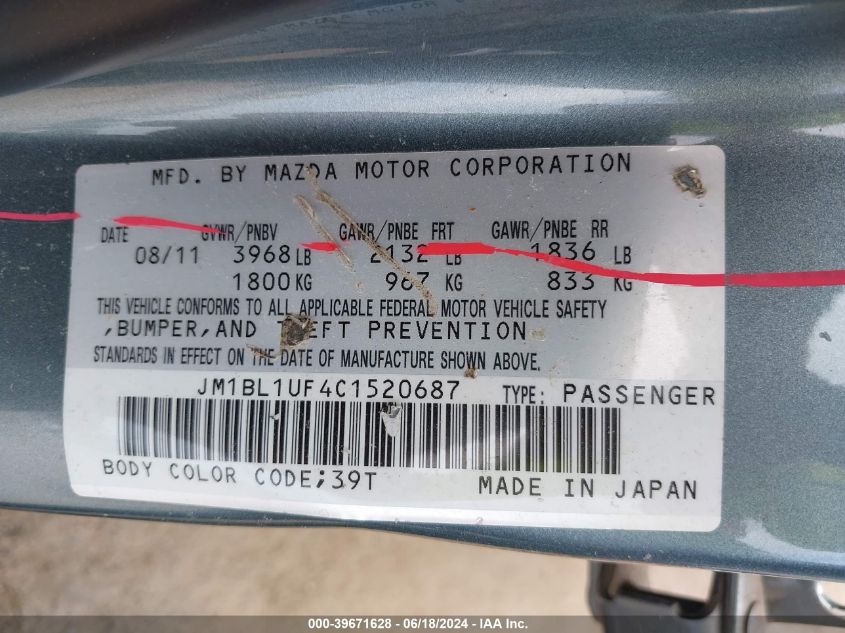 MFD. BY MAZDA MOTOR CORPORATION
DATE GVWR/PNBV GAWR/PNBE FRT GAWR/PNBE RR
08/11 3968 LB 2132 LB 1836 LB
1800 KG 967 KG 833 KG
THIS VEHICLE CONFORMS TO ALL APPLICABLE FEDERAL MOTOR VEHICLE SAFETY
,BUMPER,AND THEFT PREVENTION
STANDARDS IN EFFECT ON THE DATE OF MANUFACTURE SHOWN ABOVE.
JM1BL1UF4C1520687 TYPE: PASSENGER
BODY COLOR CODE;39T MADE IN JAPAN
000-39671628 - 06/18/2024 - IAA Inc.